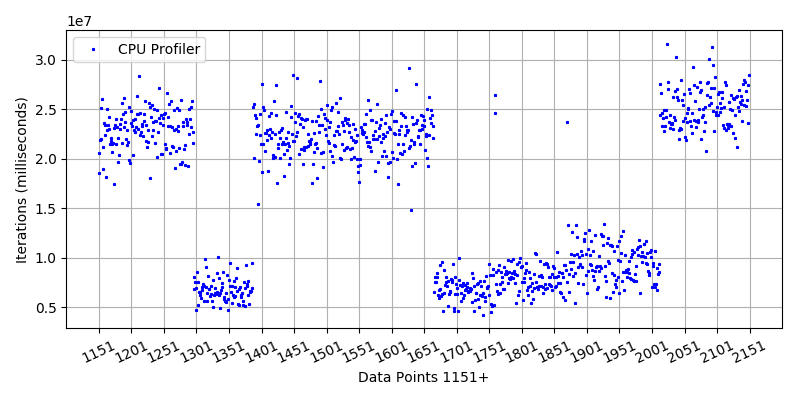 1e7
CPU Profiler
3.0
2.5
2.0
1.5
1.0
0.5
Iterations (milliseconds)
1151 1201 1251 1301 1351 1401 1451 1501 1551 1601 1651 1701 1751 1801 1851 1901 1951 2001 2051 2101 2151
Data Points 1151+